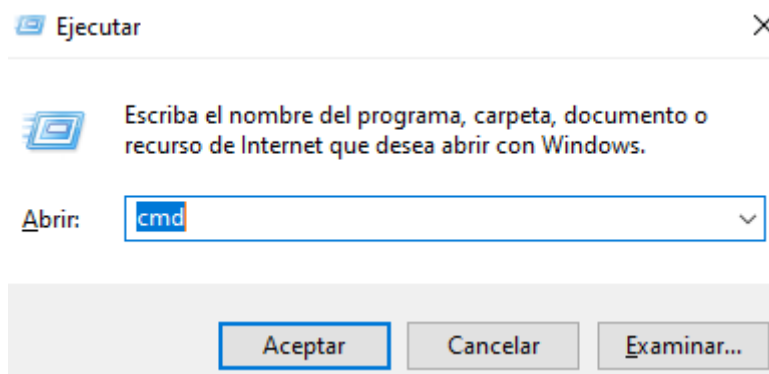 Ejecutar
Escriba el nombre del programa, carpeta, documento o
recurso de Internet que desea abrir con Windows.
Abrir:
cmd
Aceptar
Cancelar
Examinar...